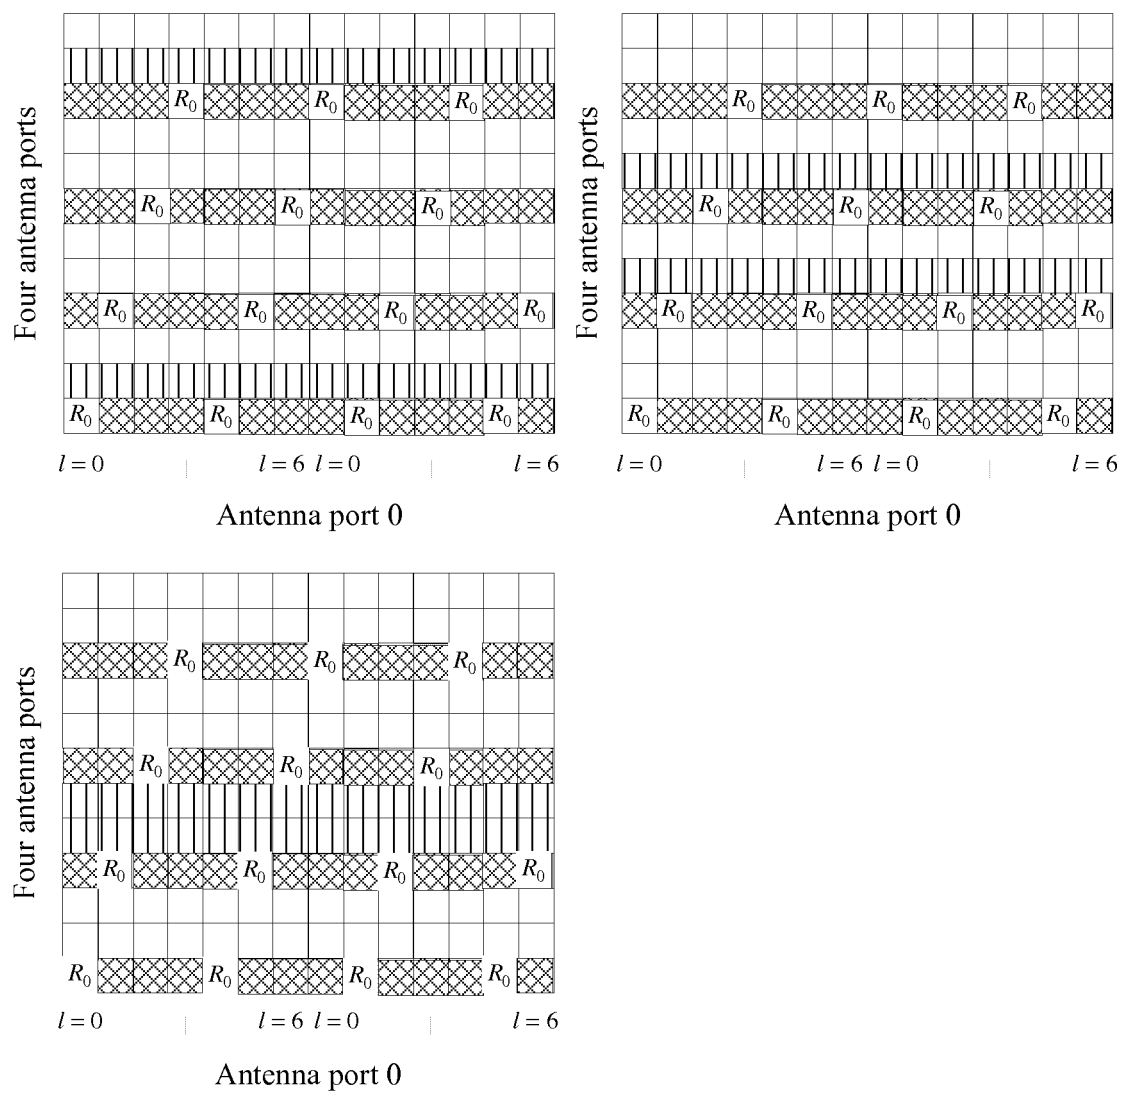 Four antenna ports
R₀ R₀ R₀
R₀ R₀ R₀
R₀ R₀ R₀ R₀
R₀ R₀ R₀ R₀
l = 0 l = 6 l = 0 l = 6
Antenna port 0
Four antenna ports
R₀ R₀ R₀
R₀ R₀ R₀
R₀ R₀ R₀ R₀
R₀ R₀ R₀ R₀
l = 0 l = 6 l = 0 l = 6
Antenna port 0
Four antenna ports
R₀ R₀ R₀
R₀ R₀ R₀
R₀ R₀ R₀ R₀
R₀ R₀ R₀ R₀
l = 0 l = 6 l = 0 l = 6
Antenna port 0